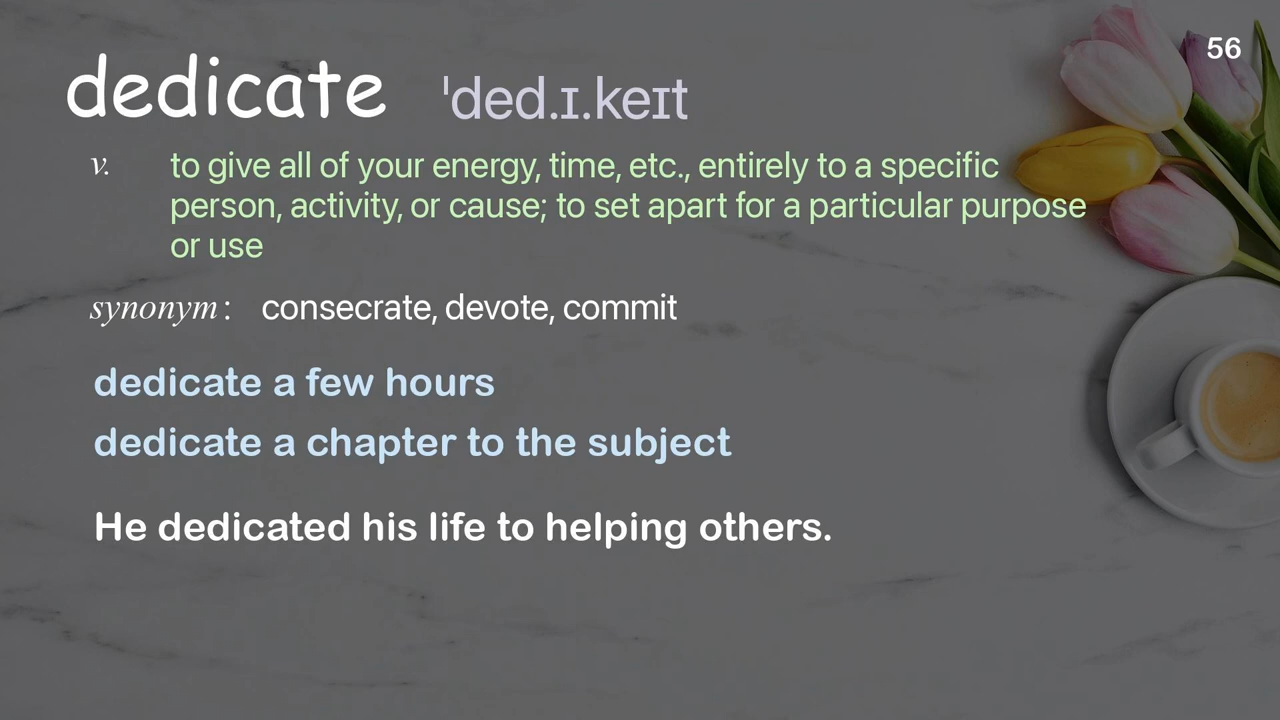 56
dedicate ˈded.ɪ.keɪt
v. to give all of your energy, time, etc., entirely to a specific
person, activity, or cause; to set apart for a particular purpose
or use
synonym: consecrate, devote, commit
dedicate a few hours
dedicate a chapter to the subject
He dedicated his life to helping others.